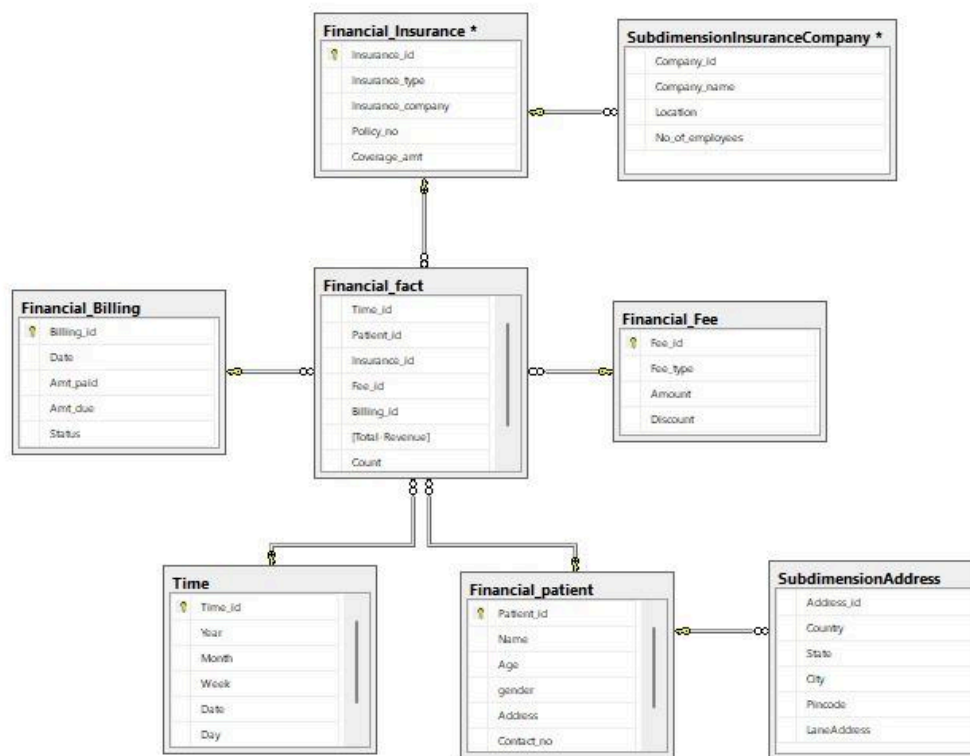 Financial_Insurance *
Insurance_id
Insurance_type
Insurance_company
Policy_no
Coverage_amt
SubdimensionInsuranceCompany *
Company_id
Company_name
Location
No_of_employees
Financial_Billing
Billing_id
Date
Amt_paid
Amt_due
Status
Financial_fact
Time_id
Patient_id
Insurance_id
Fee_id
Billing_id
[Total-Revenue]
Count
Financial_Fee
Fee_id
Fee_type
Amount
Discount
Time
Time_id
Year
Month
Week
Date
Day
Financial_patient
Patient_id
Name
Age
gender
Address
Contact_no
SubdimensionAddress
Address_id
Country
State
City
Pincode
LaneAddress